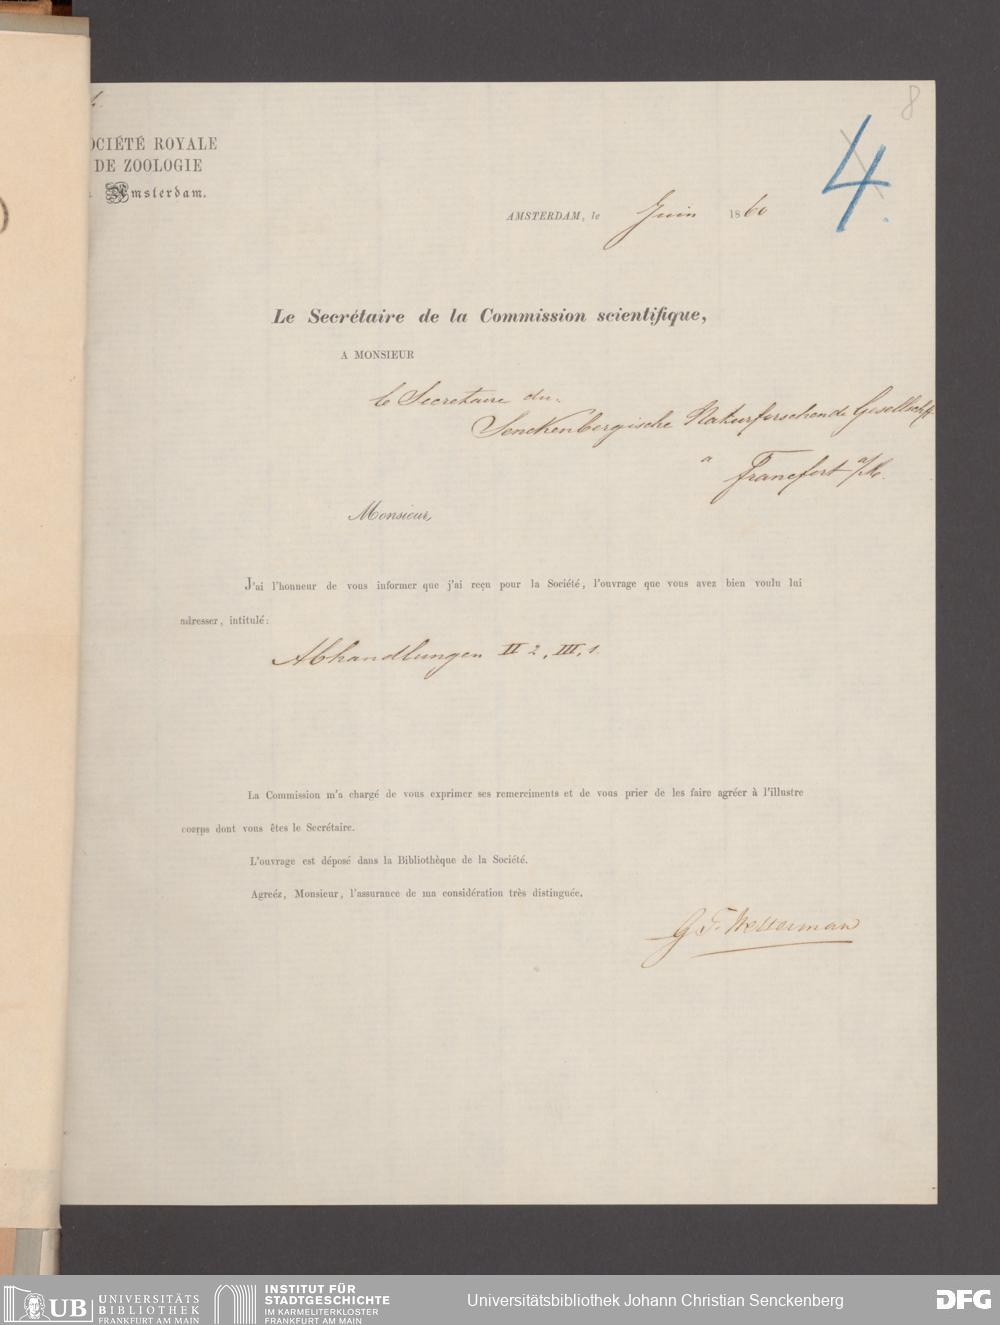 8
4.
OCIÉTÉ ROYALE
DE ZOOLOGIE
Amsterdam.
AMSTERDAM, le Juin 1860
Le Secrétaire de la Commission scientifique,
A MONSIEUR
le Secretaire du
Senckenbergische Naturforschende Gesellschft
a Francfort a/M.
Monsieur,
J'ai l'honneur de vous informer que j'ai reçu pour la Société, l'ouvrage que vous avez bien voulu lui
adresser, intitulé:
Abhandlungen II 2, III, 1.
La Commission m'a chargé de vous exprimer ses remerciments et de vous prier de les faire agréer à l'illustre
corps dont vous êtes le Secrétaire.
L'ouvrage est déposé dans la Bibliothèque de la Société.
Agreéz, Monsieur, l'assurance de ma considération très distinguée.
G F. Westerman
UB UNIVERSITÄTS
BIBLIOTHEK
FRANKFURT AM MAIN
INSTITUT FÜR
STADTGESCHICHTE
IM KARMELITERKLOSTER
FRANKFURT AM MAIN
Universitätsbibliothek Johann Christian Senckenberg
DFG